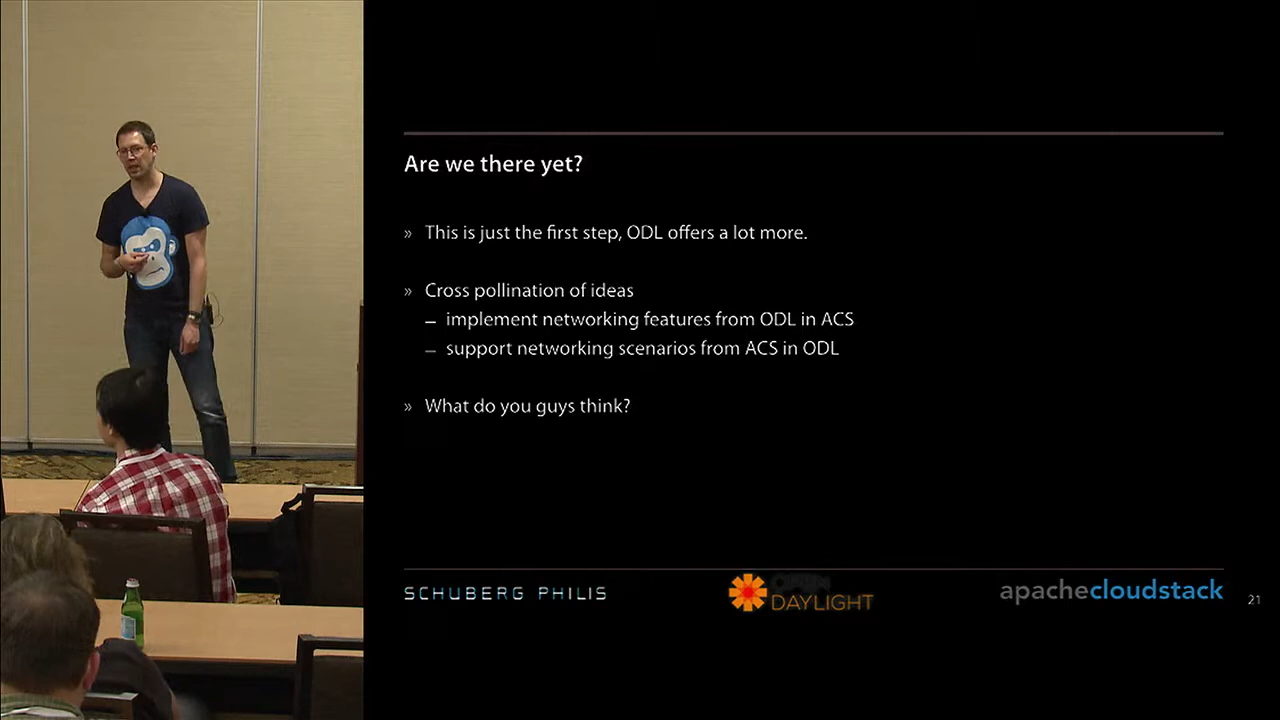 Are we there yet?
» This is just the first step, ODL offers a lot more.
» Cross pollination of ideas
– implement networking features from ODL in ACS
– support networking scenarios from ACS in ODL
» What do you guys think?
SCHUBERG PHILIS
OPEN
DAYLIGHT
apachecloudstack
21